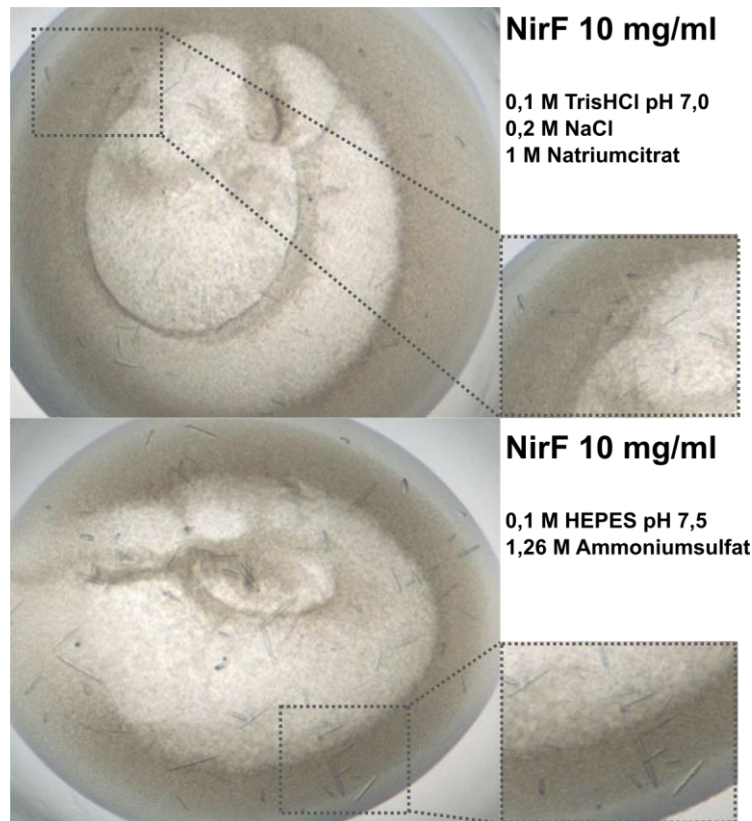 NirF 10 mg/ml
0,1 M TrisHCl pH 7,0
0,2 M NaCl
1 M Natriumcitrat
NirF 10 mg/ml
0,1 M HEPES pH 7,5
1,26 M Ammoniumsulfat